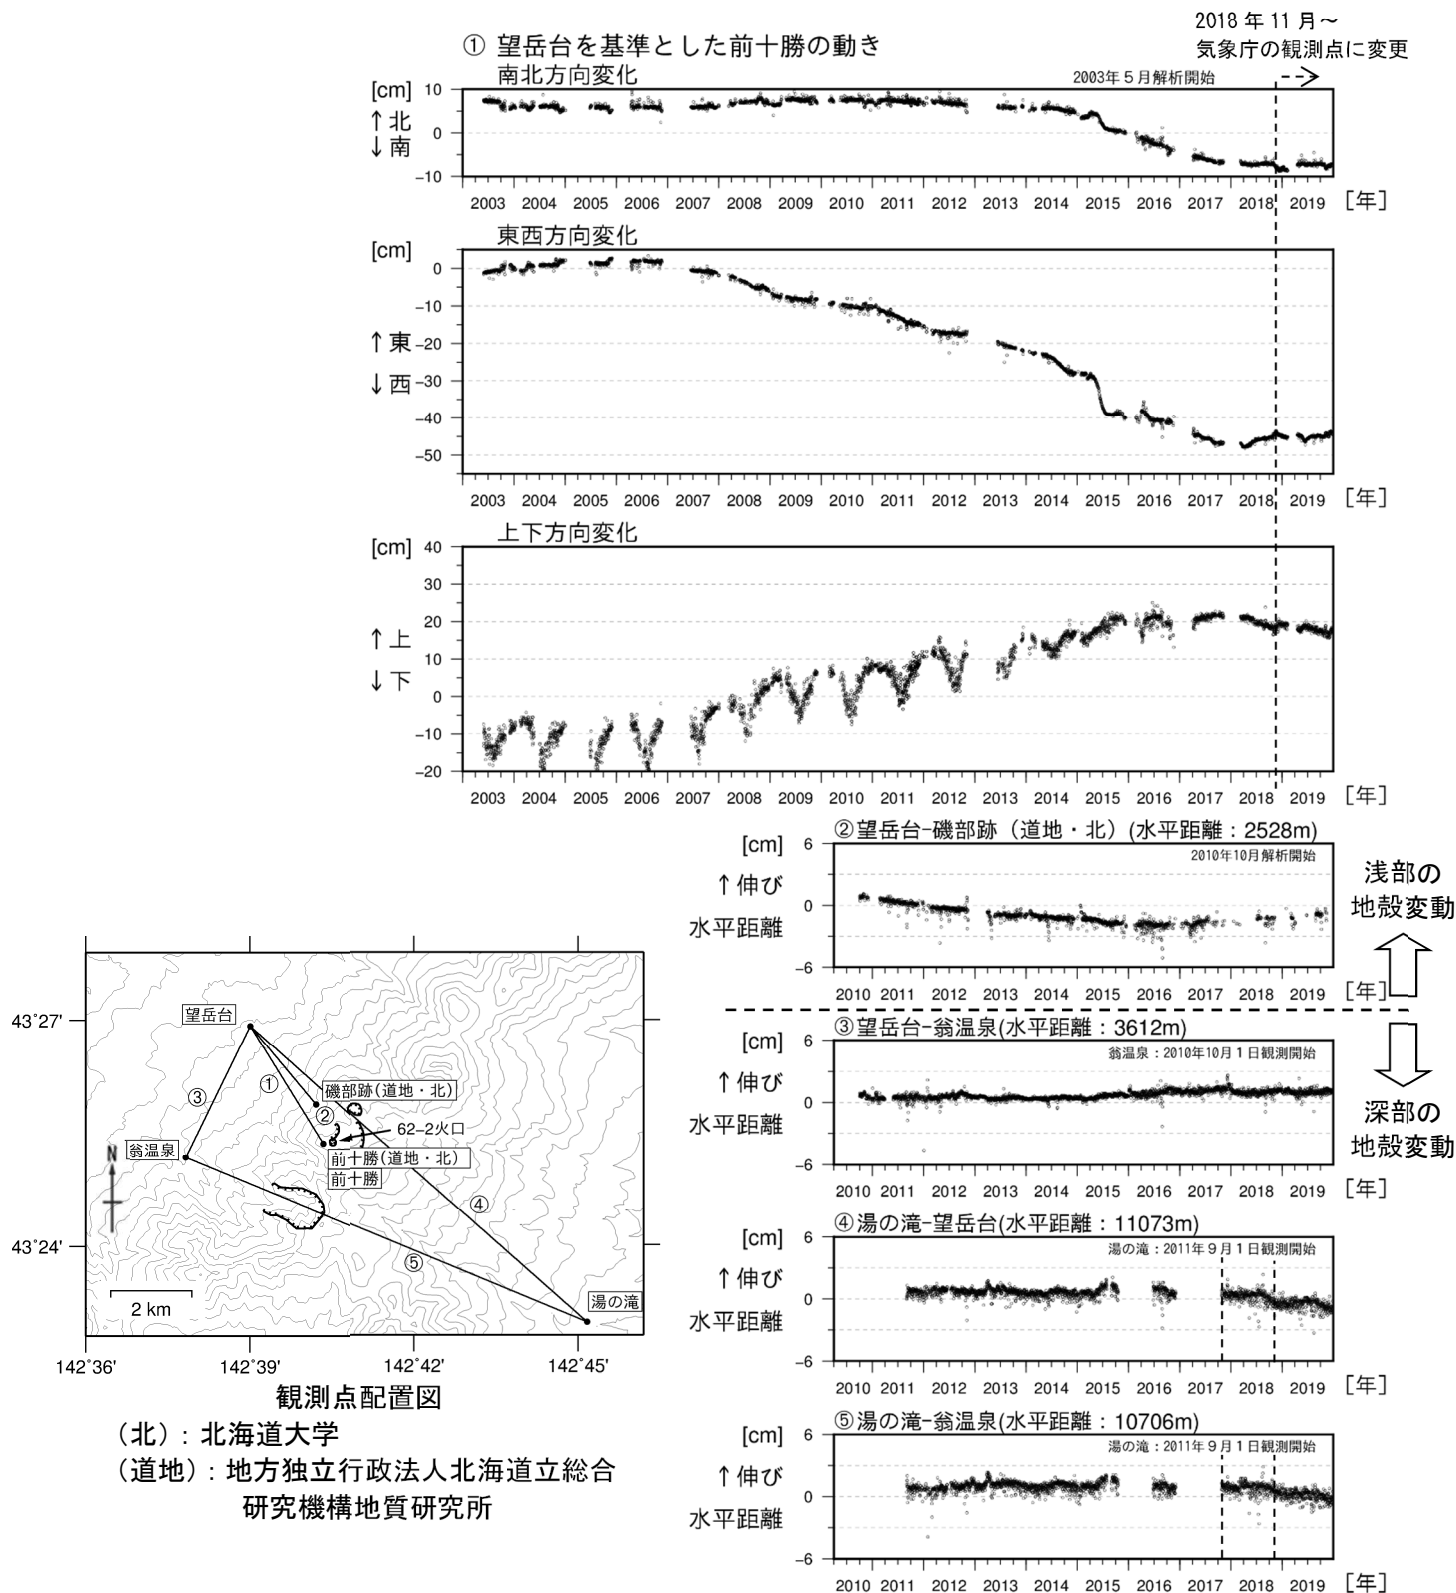 2018 年 11 月～
気象庁の観測点に変更
① 望岳台を基準とした前十勝の動き
南北方向変化
2003年５月解析開始
[cm]
↑北
↓南
10
0
−10
2003 2004 2005 2006 2007 2008 2009 2010 2011 2012 2013 2014 2015 2016 2017 2018 2019 ［年］
東西方向変化
[cm]
↑東
↓西
0
−10
−20
−30
−40
−50
2003 2004 2005 2006 2007 2008 2009 2010 2011 2012 2013 2014 2015 2016 2017 2018 2019 ［年］
上下方向変化
[cm]
↑上
↓下
40
30
20
10
0
−10
−20
2003 2004 2005 2006 2007 2008 2009 2010 2011 2012 2013 2014 2015 2016 2017 2018 2019 ［年］
②望岳台−磯部跡（道地・北）(水平距離：2528m)
2010年10月解析開始
[cm]
↑伸び
水平距離
6
0
−6
2010 2011 2012 2013 2014 2015 2016 2017 2018 2019 ［年］
浅部の
地殻変動
③望岳台−翁温泉(水平距離：3612m)
翁温泉：2010年10月１日観測開始
[cm]
↑伸び
水平距離
6
0
−6
2010 2011 2012 2013 2014 2015 2016 2017 2018 2019 ［年］
深部の
地殻変動
④湯の滝−望岳台(水平距離：11073m)
湯の滝：2011年９月１日観測開始
[cm]
↑伸び
水平距離
6
0
−6
2010 2011 2012 2013 2014 2015 2016 2017 2018 2019 ［年］
⑤湯の滝−翁温泉(水平距離：10706m)
湯の滝：2011年９月１日観測開始
[cm]
↑伸び
水平距離
6
0
−6
2010 2011 2012 2013 2014 2015 2016 2017 2018 2019 ［年］
43˚27'
43˚24'
望岳台
③
①
磯部跡(道地・北)
②
62−2火口
翁温泉
前十勝(道地・北)
前十勝
N
④
⑤
湯の滝
2 km
142˚36' 142˚39' 142˚42' 142˚45'
観測点配置図
（北）：北海道大学
（道地）：地方独立行政法人北海道立総合
研究機構地質研究所